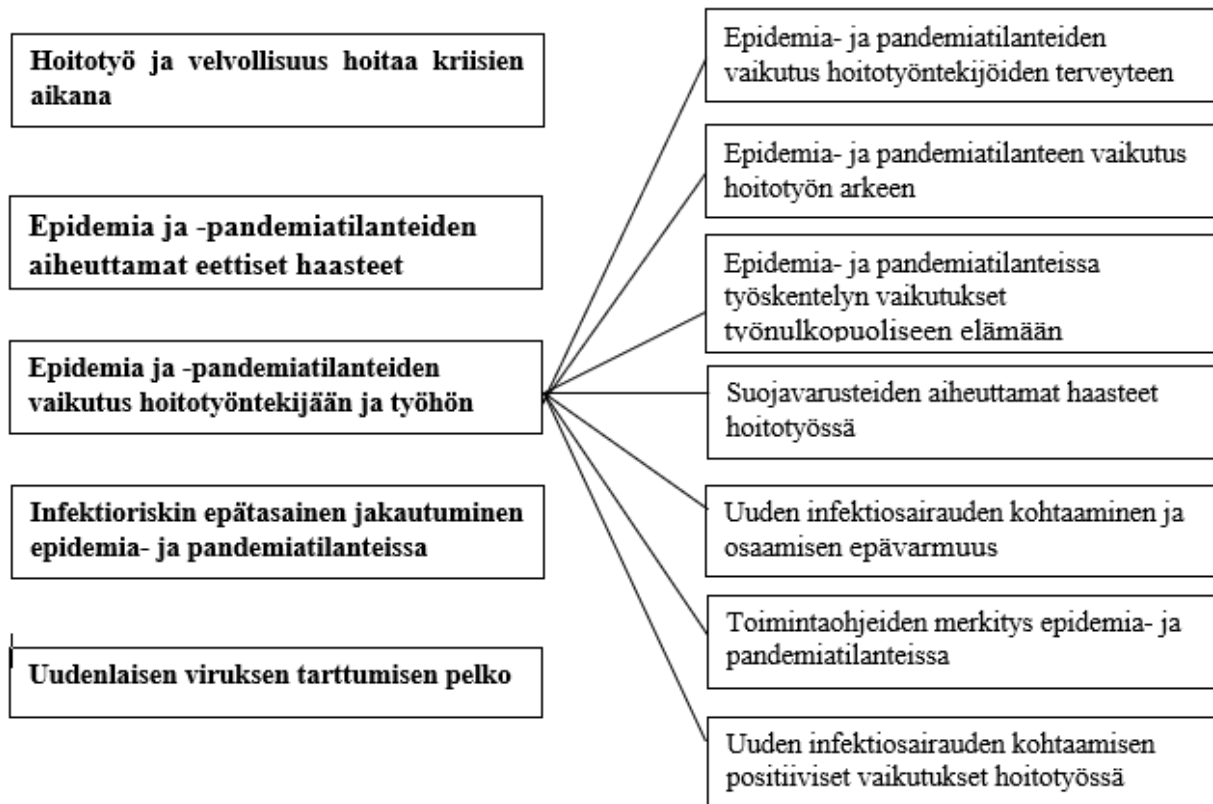 Hoitotyö ja velvollisuus hoitaa kriisien
aikana
Epidemia ja -pandemiatilanteiden
aiheuttamat eettiset haasteet
Epidemia ja -pandemiatilanteiden
vaikutus hoitotyöntekijään ja työhön
Infektioriskin epätasainen jakautuminen
epidemia- ja pandemiatilanteissa
Uudenlaisen viruksen tarttumisen pelko
Epidemia- ja pandemiatilanteiden
vaikutus hoitotyöntekijöiden terveyteen
Epidemia- ja pandemiatilanteen vaikutus
hoitotyön arkeen
Epidemia- ja pandemiatilanteissa
työskentelyn vaikutukset
työnulkopuoliseen elämään
Suojavarusteiden aiheuttamat haasteet
hoitotyössä
Uuden infektiosairauden kohtaaminen ja
osaamisen epävarmuus
Toimintaohjeiden merkitys epidemia- ja
pandemiatilanteissa
Uuden infektiosairauden kohtaamisen
positiiviset vaikutukset hoitotyössä